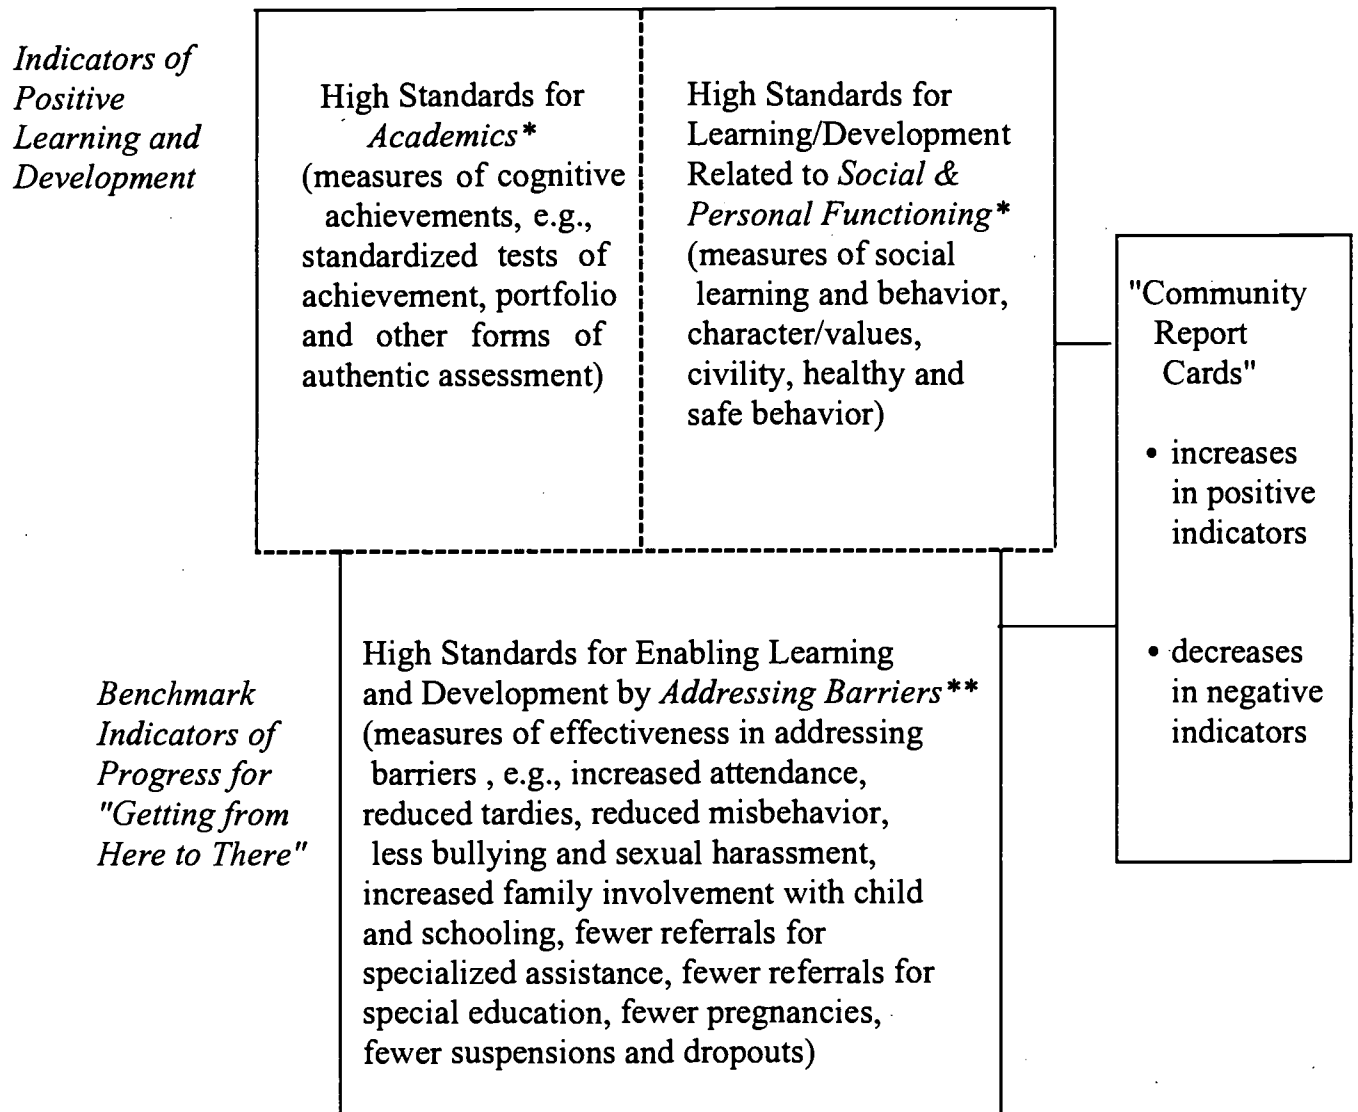 Indicators of
Positive
Learning and
Development
High Standards for
Academics*
(measures of cognitive
achievements, e.g.,
standardized tests of
achievement, portfolio
and other forms of
authentic assessment)
High Standards for
Learning/Development
Related to Social &
Personal Functioning*
(measures of social
learning and behavior,
character/values,
civility, healthy and
safe behavior)
"Community
Report
Cards"
• increases
in positive
indicators
• decreases
in negative
indicators
Benchmark
Indicators of
Progress for
"Getting from
Here to There"
High Standards for Enabling Learning
and Development by Addressing Barriers**
(measures of effectiveness in addressing
barriers , e.g., increased attendance,
reduced tardies, reduced misbehavior,
less bullying and sexual harassment,
increased family involvement with child
and schooling, fewer referrals for
specialized assistance, fewer referrals for
special education, fewer pregnancies,
fewer suspensions and dropouts)